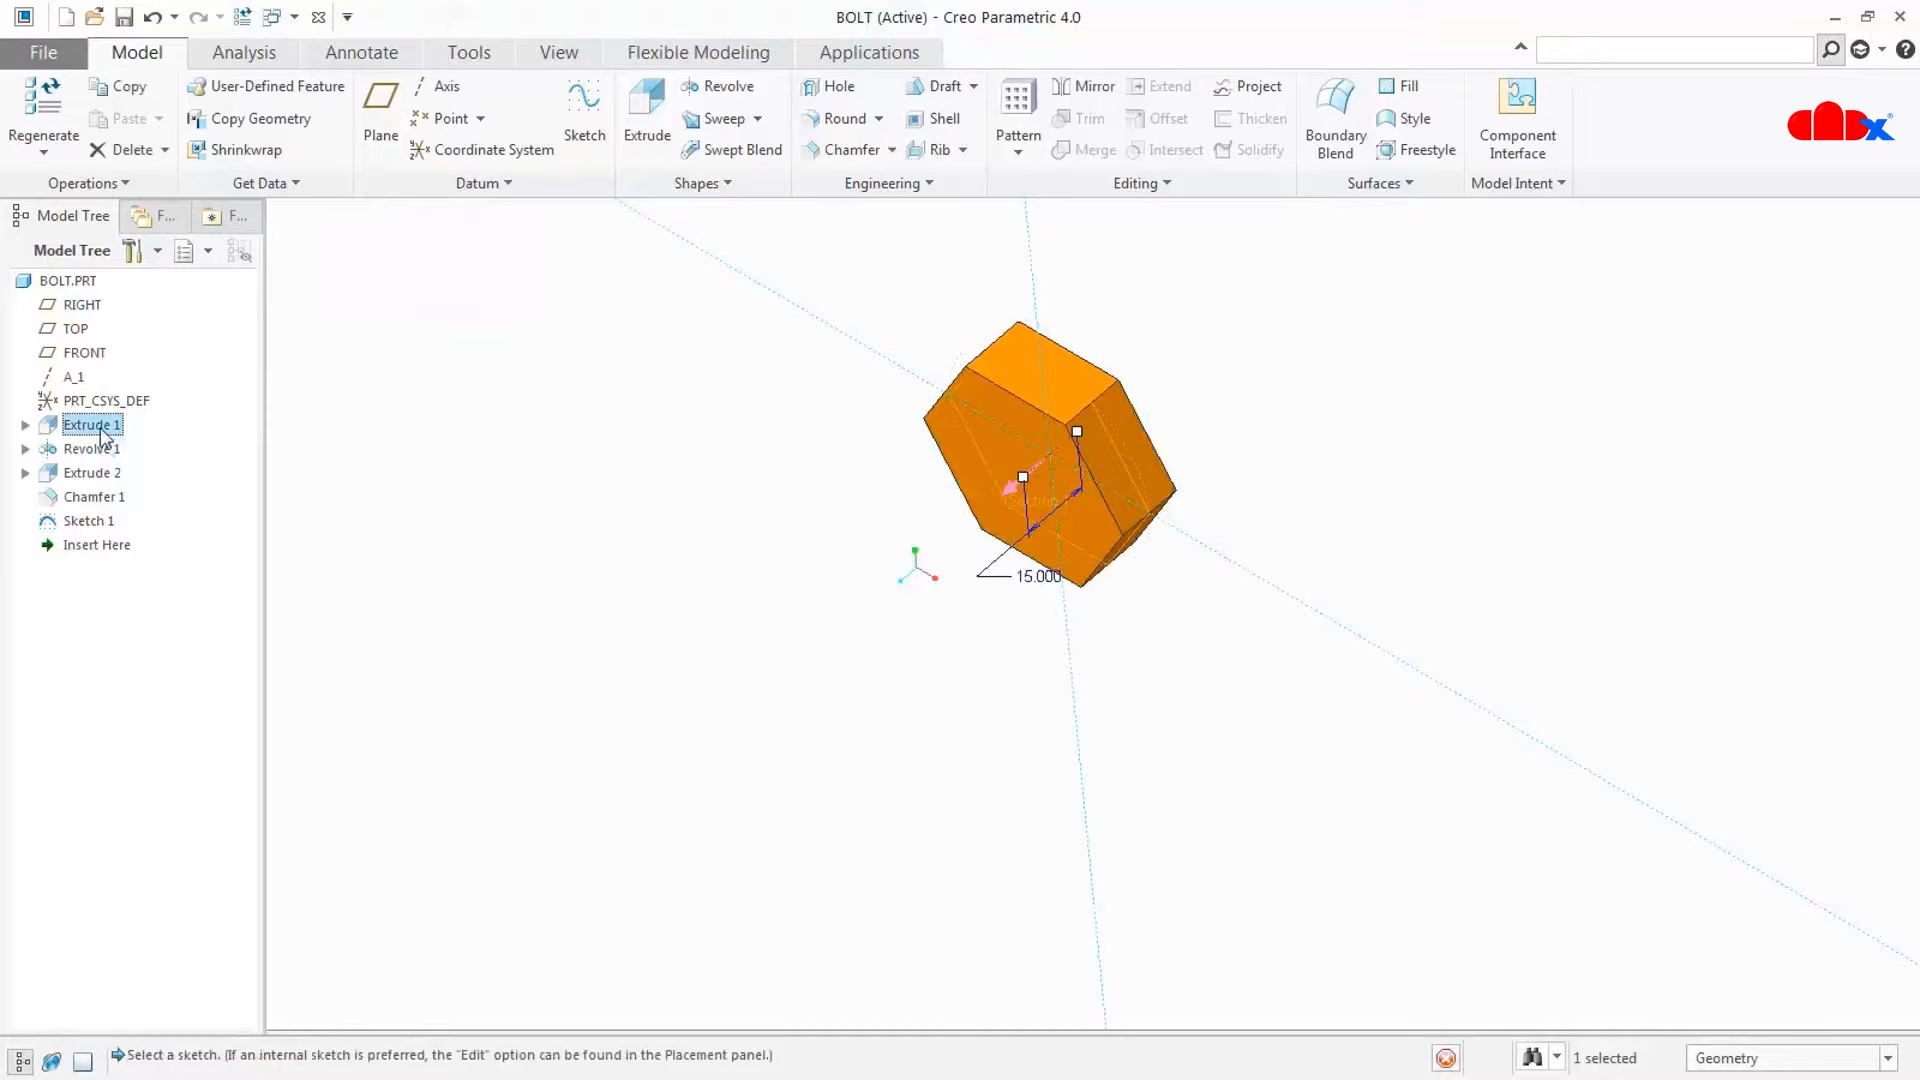 BOLT (Active) - Creo Parametric 4.0
File Model Analysis Annotate Tools View Flexible Modeling Applications
Regenerate
Copy
Paste
Delete
Operations
User-Defined Feature
Copy Geometry
Shrinkwrap
Get Data
Plane
Axis
Point
Coordinate System
Sketch
Datum
Extrude
Revolve
Sweep
Swept Blend
Shapes
Hole
Round
Chamfer
Draft
Shell
Rib
Engineering
Pattern
Mirror
Trim
Merge
Extend
Offset
Intersect
Project
Thicken
Solidify
Editing
Boundary
Blend
Fill
Style
Freestyle
Surfaces
Component
Interface
Model Intent
CADX
Model Tree F... F...
Model Tree
BOLT.PRT
RIGHT
TOP
FRONT
A_1
PRT_CSYS_DEF
Extrude 1
Revolve 1
Extrude 2
Chamfer 1
Sketch 1
Insert Here
15.000
Select a sketch. (If an internal sketch is preferred, the "Edit" option can be found in the Placement panel.)
1 selected
Geometry